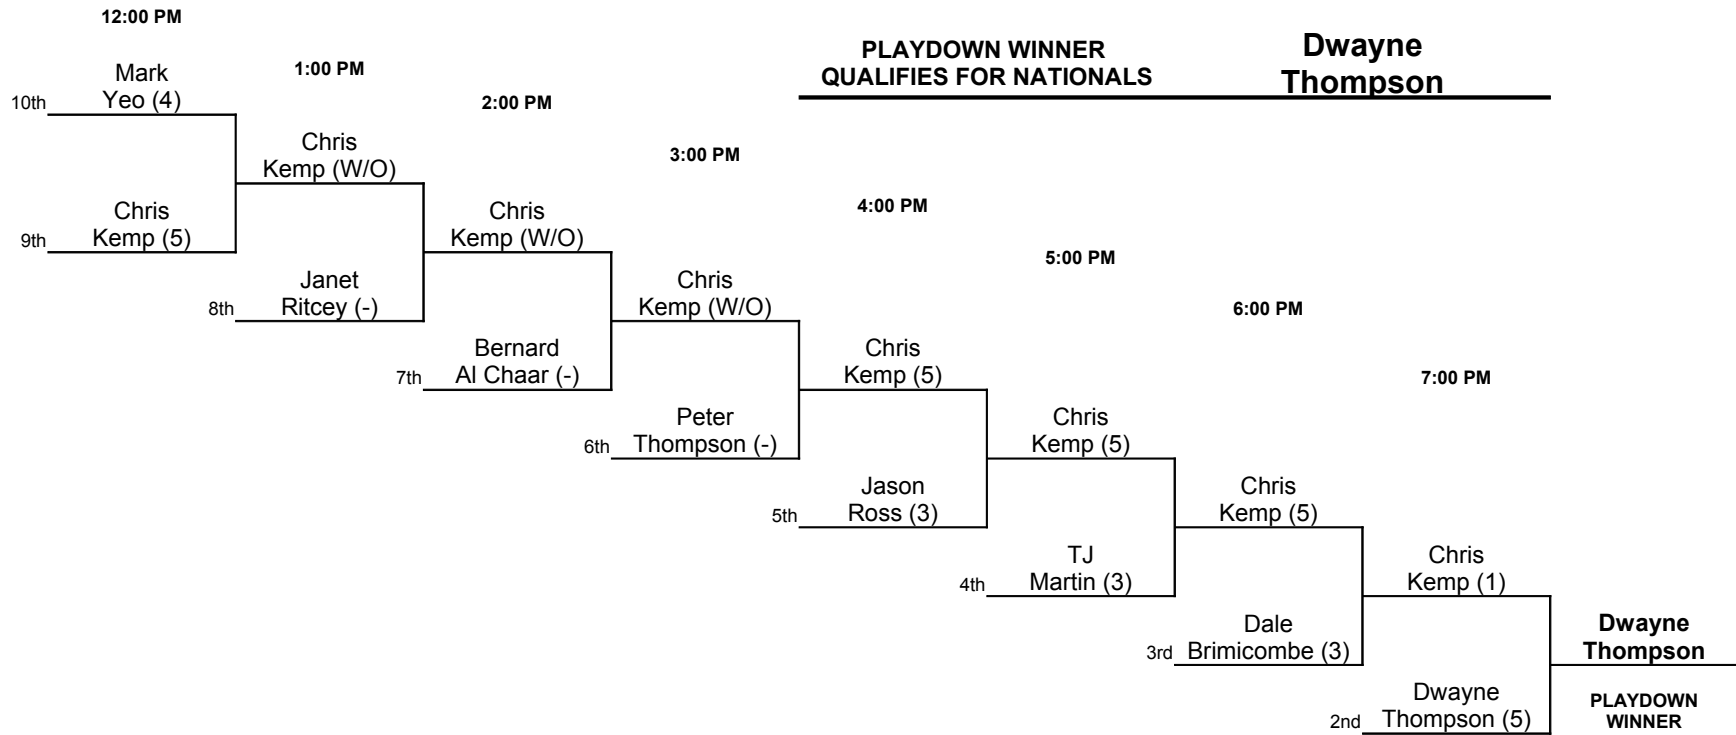 12:00 PM
PLAYDOWN WINNER
QUALIFIES FOR NATIONALS
Dwayne
Thompson
Mark
10th Yeo (4)
1:00 PM
2:00 PM
Chris
Kemp (W/O)
3:00 PM
Chris
9th Kemp (5)
Chris
Kemp (W/O)
4:00 PM
Janet
8th Ritcey (-)
Chris
Kemp (W/O)
5:00 PM
Bernard
7th Al Chaar (-)
Chris
Kemp (5)
6:00 PM
Peter
6th Thompson (-)
Chris
Kemp (5)
7:00 PM
Jason
5th Ross (3)
Chris
Kemp (5)
TJ
4th Martin (3)
Chris
Kemp (1)
Dale
3rd Brimicombe (3)
Dwayne
Thompson
Dwayne
2nd Thompson (5)
PLAYDOWN
WINNER